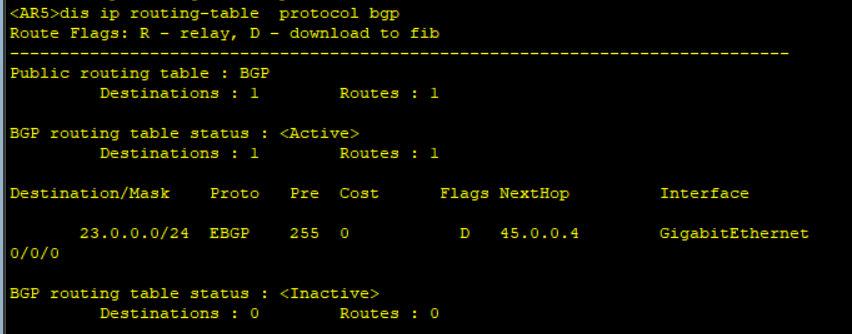 <AR5>dis ip routing-table  protocol bgp
Route Flags: R - relay, D - download to fib
------------------------------------------------------------------------------
Public routing table : BGP
         Destinations : 1        Routes : 1
BGP routing table status : <Active>
         Destinations : 1        Routes : 1
Destination/Mask    Proto   Pre  Cost      Flags NextHop         Interface
       23.0.0.0/24  EBGP    255  0           D   45.0.0.4        GigabitEthernet
0/0/0
BGP routing table status : <Inactive>
         Destinations : 0        Routes : 0